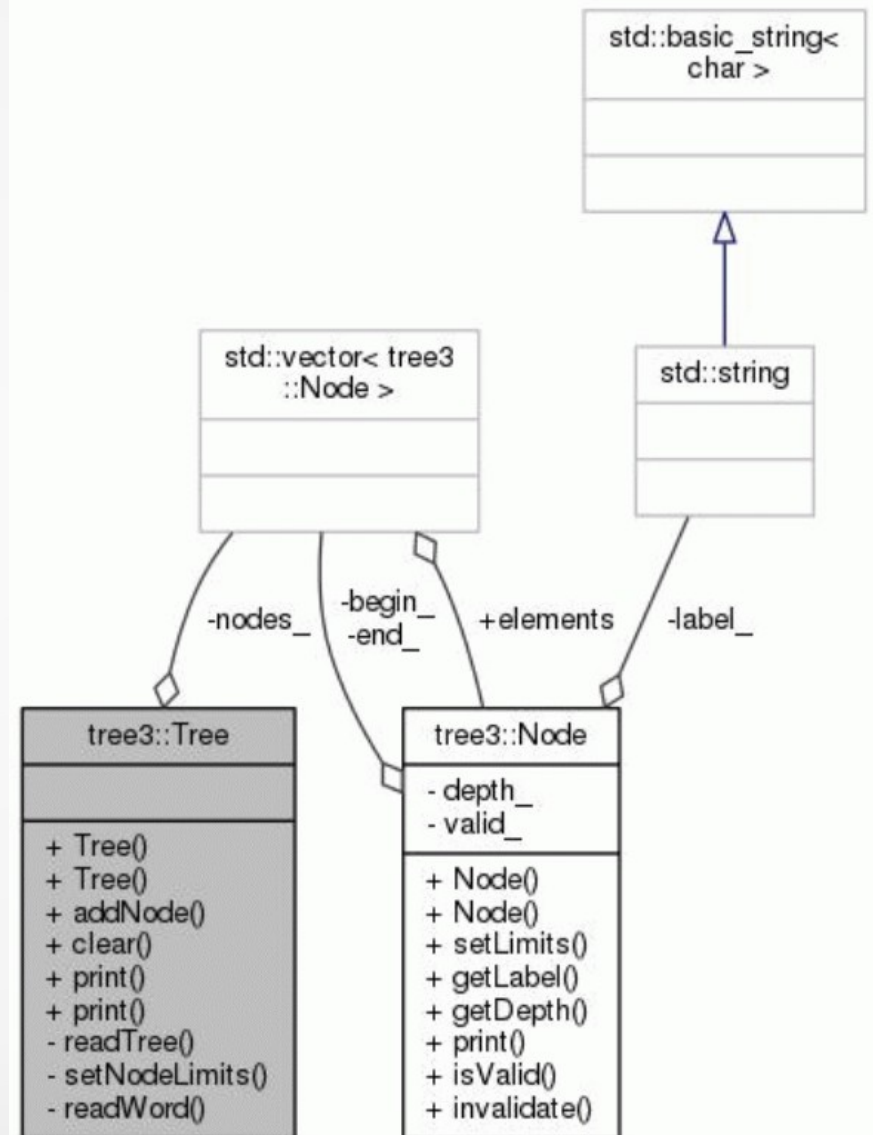 std::basic_string<
char >
std::vector< tree3
::Node >
std::string
-nodes_
-begin_
-end_
+elements
-label_
tree3::Tree
+ Tree()
+ Tree()
+ addNode()
+ clear()
+ print()
+ print()
- readTree()
- setNodeLimits()
- readWord()
tree3::Node
- depth_
- valid_
+ Node()
+ Node()
+ setLimits()
+ getLabel()
+ getDepth()
+ print()
+ isValid()
+ invalidate()